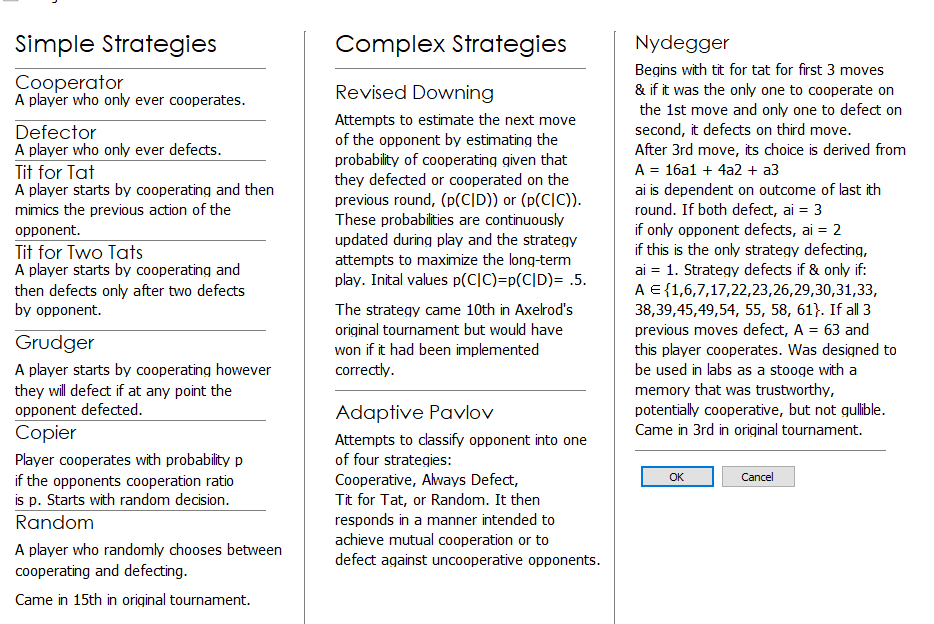 Simple Strategies
Cooperator
A player who only ever cooperates.
Defector
A player who only ever defects.
Tit for Tat
A player starts by cooperating and then
mimics the previous action of the
opponent.
Tit for Two Tats
A player starts by cooperating and
then defects only after two defects
by opponent.
Grudger
A player starts by cooperating however
they will defect if at any point the
opponent defected.
Copier
Player cooperates with probability p
if the opponents cooperation ratio
is p. Starts with random decision.
Random
A player who randomly chooses between
cooperating and defecting.
Came in 15th in original tournament.
Complex Strategies
Revised Downing
Attempts to estimate the next move
of the opponent by estimating the
probability of cooperating given that
they defected or cooperated on the
previous round, (p(C|D)) or (p(C|C)).
These probabilities are continuously
updated during play and the strategy
attempts to maximize the long-term
play. Inital values p(C|C)=p(C|D)= .5.
The strategy came 10th in Axelrod's
original tournament but would have
won if it had been implemented
correctly.
Adaptive Pavlov
Attempts to classify opponent into one
of four strategies:
Cooperative, Always Defect,
Tit for Tat, or Random. It then
responds in a manner intended to
achieve mutual cooperation or to
defect against uncooperative opponents.
Nydegger
Begins with tit for tat for first 3 moves
& if it was the only one to cooperate on
the 1st move and only one to defect on
second, it defects on third move.
After 3rd move, its choice is derived from
A = 16a1 + 4a2 + a3
ai is dependent on outcome of last ith
round. If both defect, ai = 3
if only opponent defects, ai = 2
if this is the only strategy defecting,
ai = 1. Strategy defects if & only if:
A ∈ {1,6,7,17,22,23,26,29,30,31,33,
38,39,45,49,54, 55, 58, 61}. If all 3
previous moves defect, A = 63 and
this player cooperates. Was designed to
be used in labs as a stooge with a
memory that was trustworthy,
potentially cooperative, but not gullible.
Came in 3rd in original tournament.
OK
Cancel